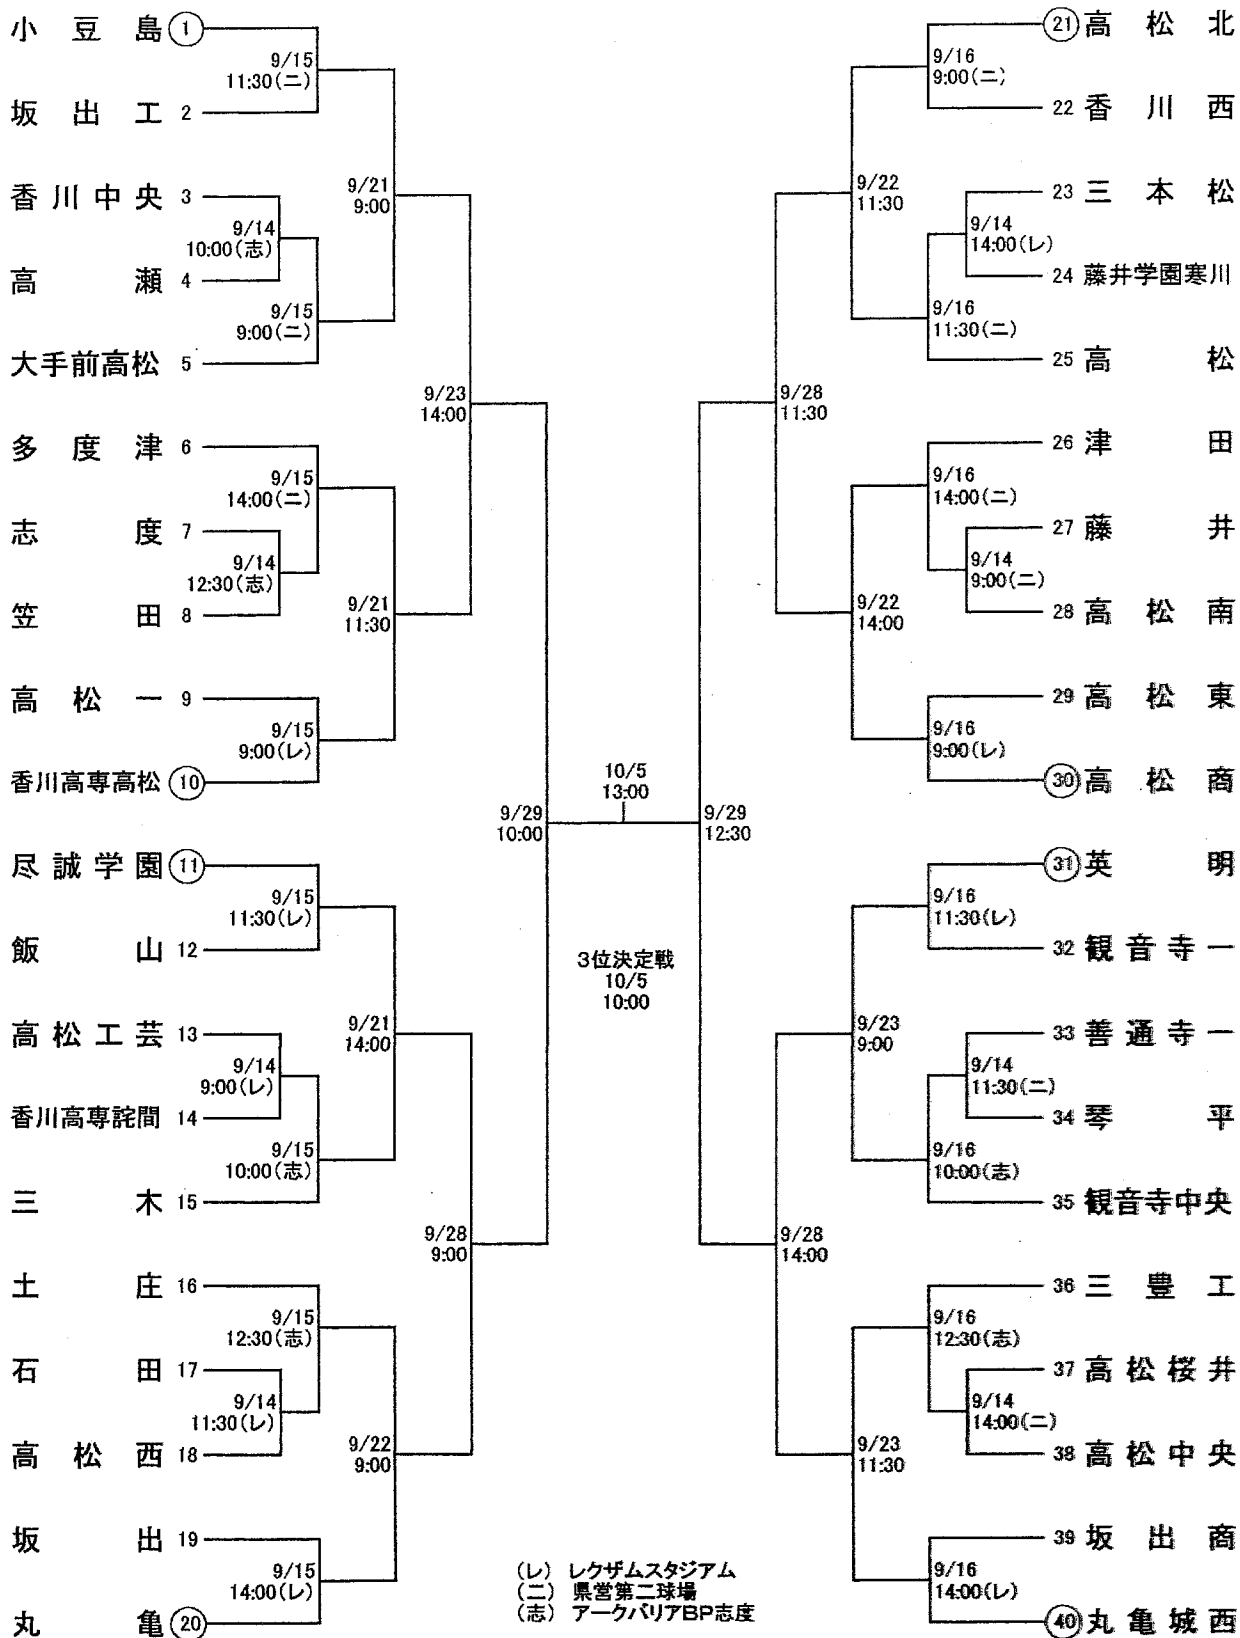 小豆島 ①
9/15
11:30(ニ)
坂出工 2
香川中央 3
9/14
10:00(志)
高瀬 4
9/15
9:00(ニ)
大手前高松 5
9/21
9:00
多度津 6
9/15
14:00(ニ)
志度 7
9/14
12:30(志)
笠田 8
9/21
11:30
高松一 9
9/15
9:00(レ)
香川高専高松 ⑩
9/23
14:00
尽誠学園 ⑪
9/15
11:30(レ)
飯山 12
高松工芸 13
9/14
9:00(レ)
香川高専詫間 14
9/15
10:00(志)
三木 15
9/21
14:00
土庄 16
9/15
12:30(志)
石田 17
9/14
11:30(レ)
高松西 18
9/22
9:00
坂出 19
9/15
14:00(レ)
丸亀 ⑳
9/28
9:00
9/29
10:00
10/5
13:00
3位決定戦
10/5
10:00
9/29
12:30
㉑ 高松北
9/16
9:00(ニ)
22 香川西
23 三本松
9/14
14:00(レ)
24 藤井学園寒川
9/16
11:30(ニ)
25 高松
9/22
11:30
26 津田
9/16
14:00(ニ)
27 藤井
9/14
9:00(ニ)
28 高松南
9/22
14:00
29 高松東
9/16
9:00(レ)
㉚ 高松商
9/28
11:30
㉛ 英明
9/16
11:30(レ)
32 観音寺一
33 善通寺一
9/14
11:30(ニ)
34 琴平
9/16
10:00(志)
35 観音寺中央
9/23
9:00
36 三豊工
9/16
12:30(志)
37 高松桜井
9/14
14:00(ニ)
38 高松中央
9/23
11:30
39 坂出商
9/16
14:00(レ)
㊵ 丸亀城西
9/28
14:00
(レ) レクザムスタジアム
(ニ) 県営第二球場
(志) アークバリアBP志度